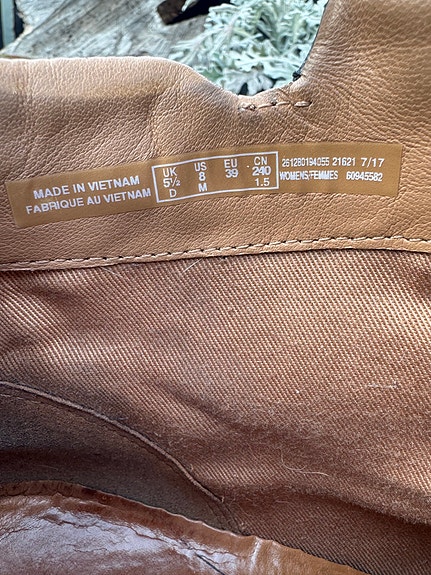 MADE IN VIETNAM
FABRIQUE AU VIETNAM
UK US EU CN
5½ 8 39 240
D M 1.5
261280194055 21621 7/17
WOMENS/FEMMES 60945582